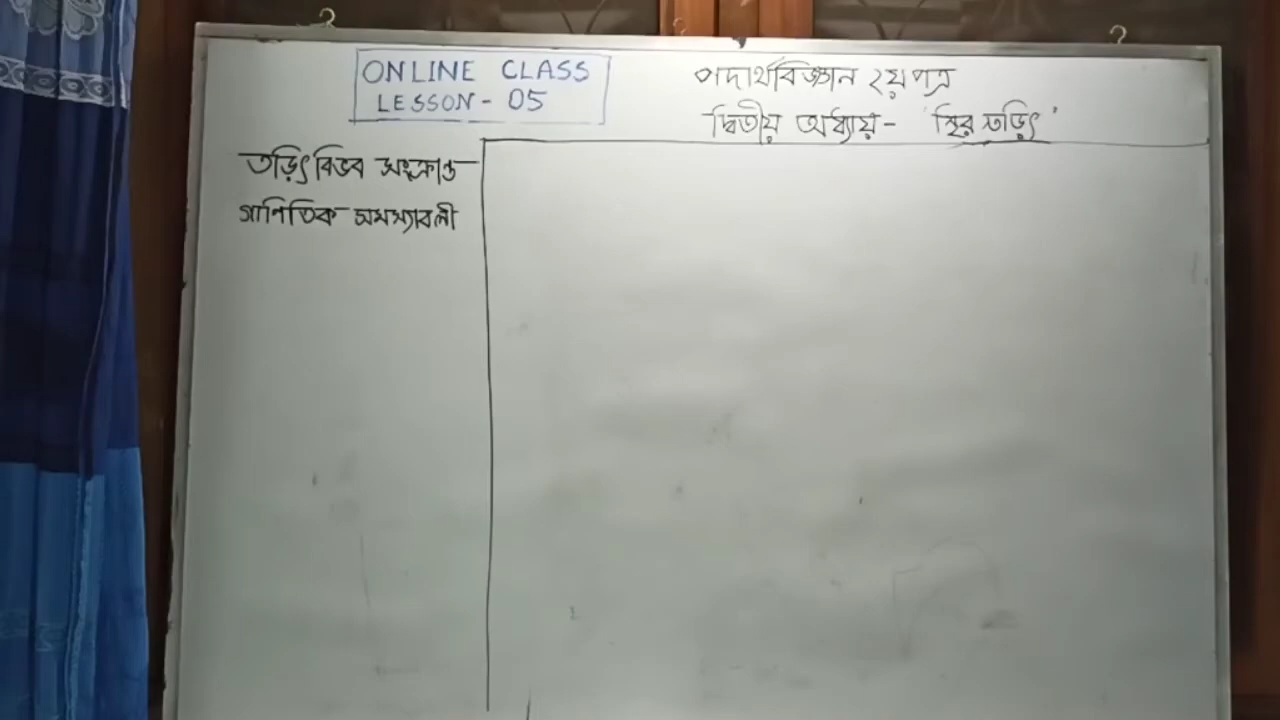 ONLINE CLASS
LESSON - 05
পদার্থবিজ্ঞান ২য় পত্র
দ্বিতীয় অধ্যায় - 'স্থির তড়িৎ'
তড়িৎ বিভব সংক্রান্ত
গাণিতিক সমস্যাবলী